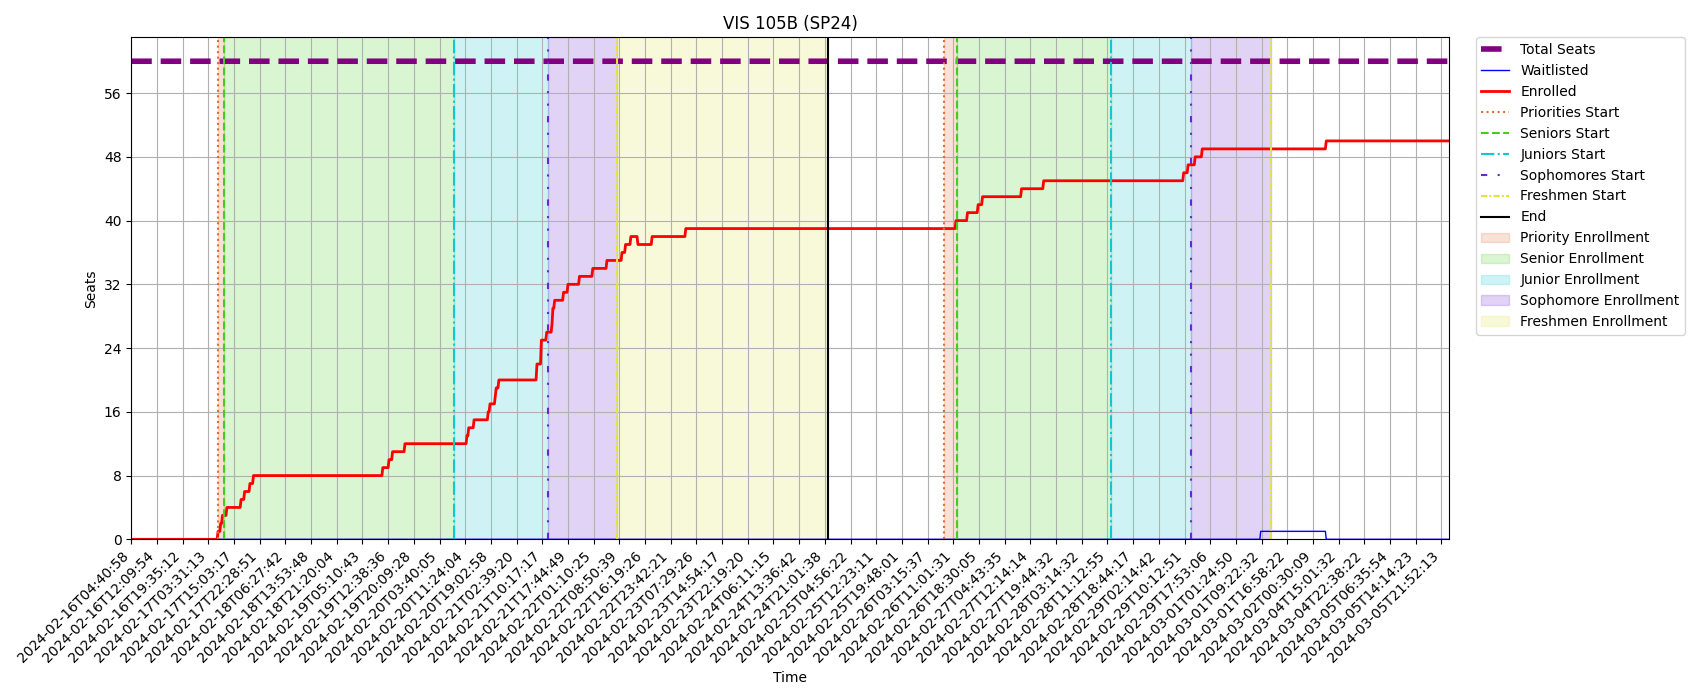 VIS 105B (SP24)
Total Seats
Waitlisted
Enrolled
Priorities Start
Seniors Start
Juniors Start
Sophomores Start
Freshmen Start
End
Priority Enrollment
Senior Enrollment
Junior Enrollment
Sophomore Enrollment
Freshmen Enrollment
Seats
56
48
40
32
24
16
8
0
2024-02-16T04:40:58
2024-02-16T12:09:54
2024-02-16T19:35:12
2024-02-17T03:31:13
2024-02-17T15:03:17
2024-02-17T22:28:51
2024-02-18T06:27:42
2024-02-18T13:53:48
2024-02-18T21:20:04
2024-02-19T05:10:43
2024-02-19T12:38:36
2024-02-19T20:09:28
2024-02-20T03:40:05
2024-02-20T11:24:04
2024-02-20T19:02:58
2024-02-21T02:39:20
2024-02-21T10:17:17
2024-02-21T17:44:49
2024-02-22T01:10:25
2024-02-22T08:50:39
2024-02-22T16:19:26
2024-02-22T23:42:21
2024-02-23T07:29:26
2024-02-23T14:54:17
2024-02-23T22:19:20
2024-02-24T06:11:15
2024-02-24T13:36:42
2024-02-24T21:01:38
2024-02-25T04:56:22
2024-02-25T12:23:11
2024-02-25T19:48:01
2024-02-26T03:15:37
2024-02-26T11:01:31
2024-02-26T18:30:05
2024-02-27T04:43:35
2024-02-27T12:14:14
2024-02-27T19:44:32
2024-02-28T03:14:32
2024-02-28T11:12:55
2024-02-28T18:44:17
2024-02-29T02:14:42
2024-02-29T10:12:51
2024-02-29T17:53:06
2024-03-01T01:24:50
2024-03-01T09:22:32
2024-03-01T16:58:22
2024-03-02T00:30:09
2024-03-04T15:01:32
2024-03-04T22:38:22
2024-03-05T06:35:54
2024-03-05T14:14:23
2024-03-05T21:52:13
Time